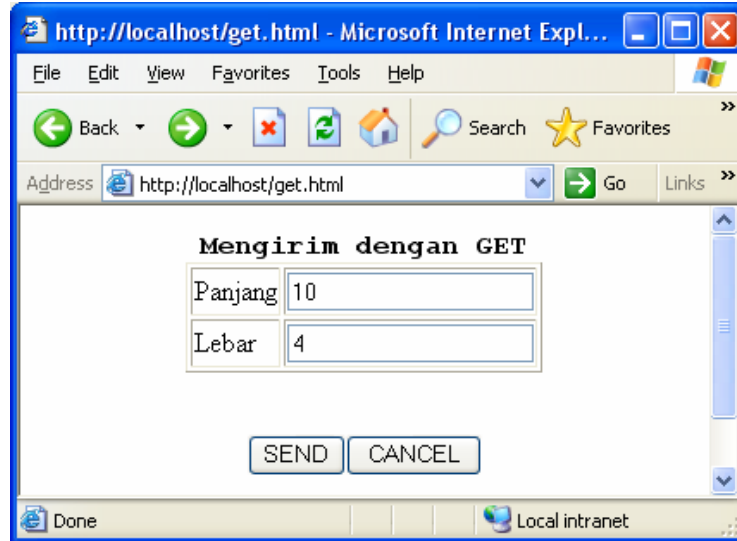 http://localhost/get.html - Microsoft Internet Expl...
File Edit View Favorites Tools Help
Back Search Favorites
Address http://localhost/get.html Go Links
Mengirim dengan GET
Panjang 10
Lebar 4
SEND CANCEL
Done Local intranet